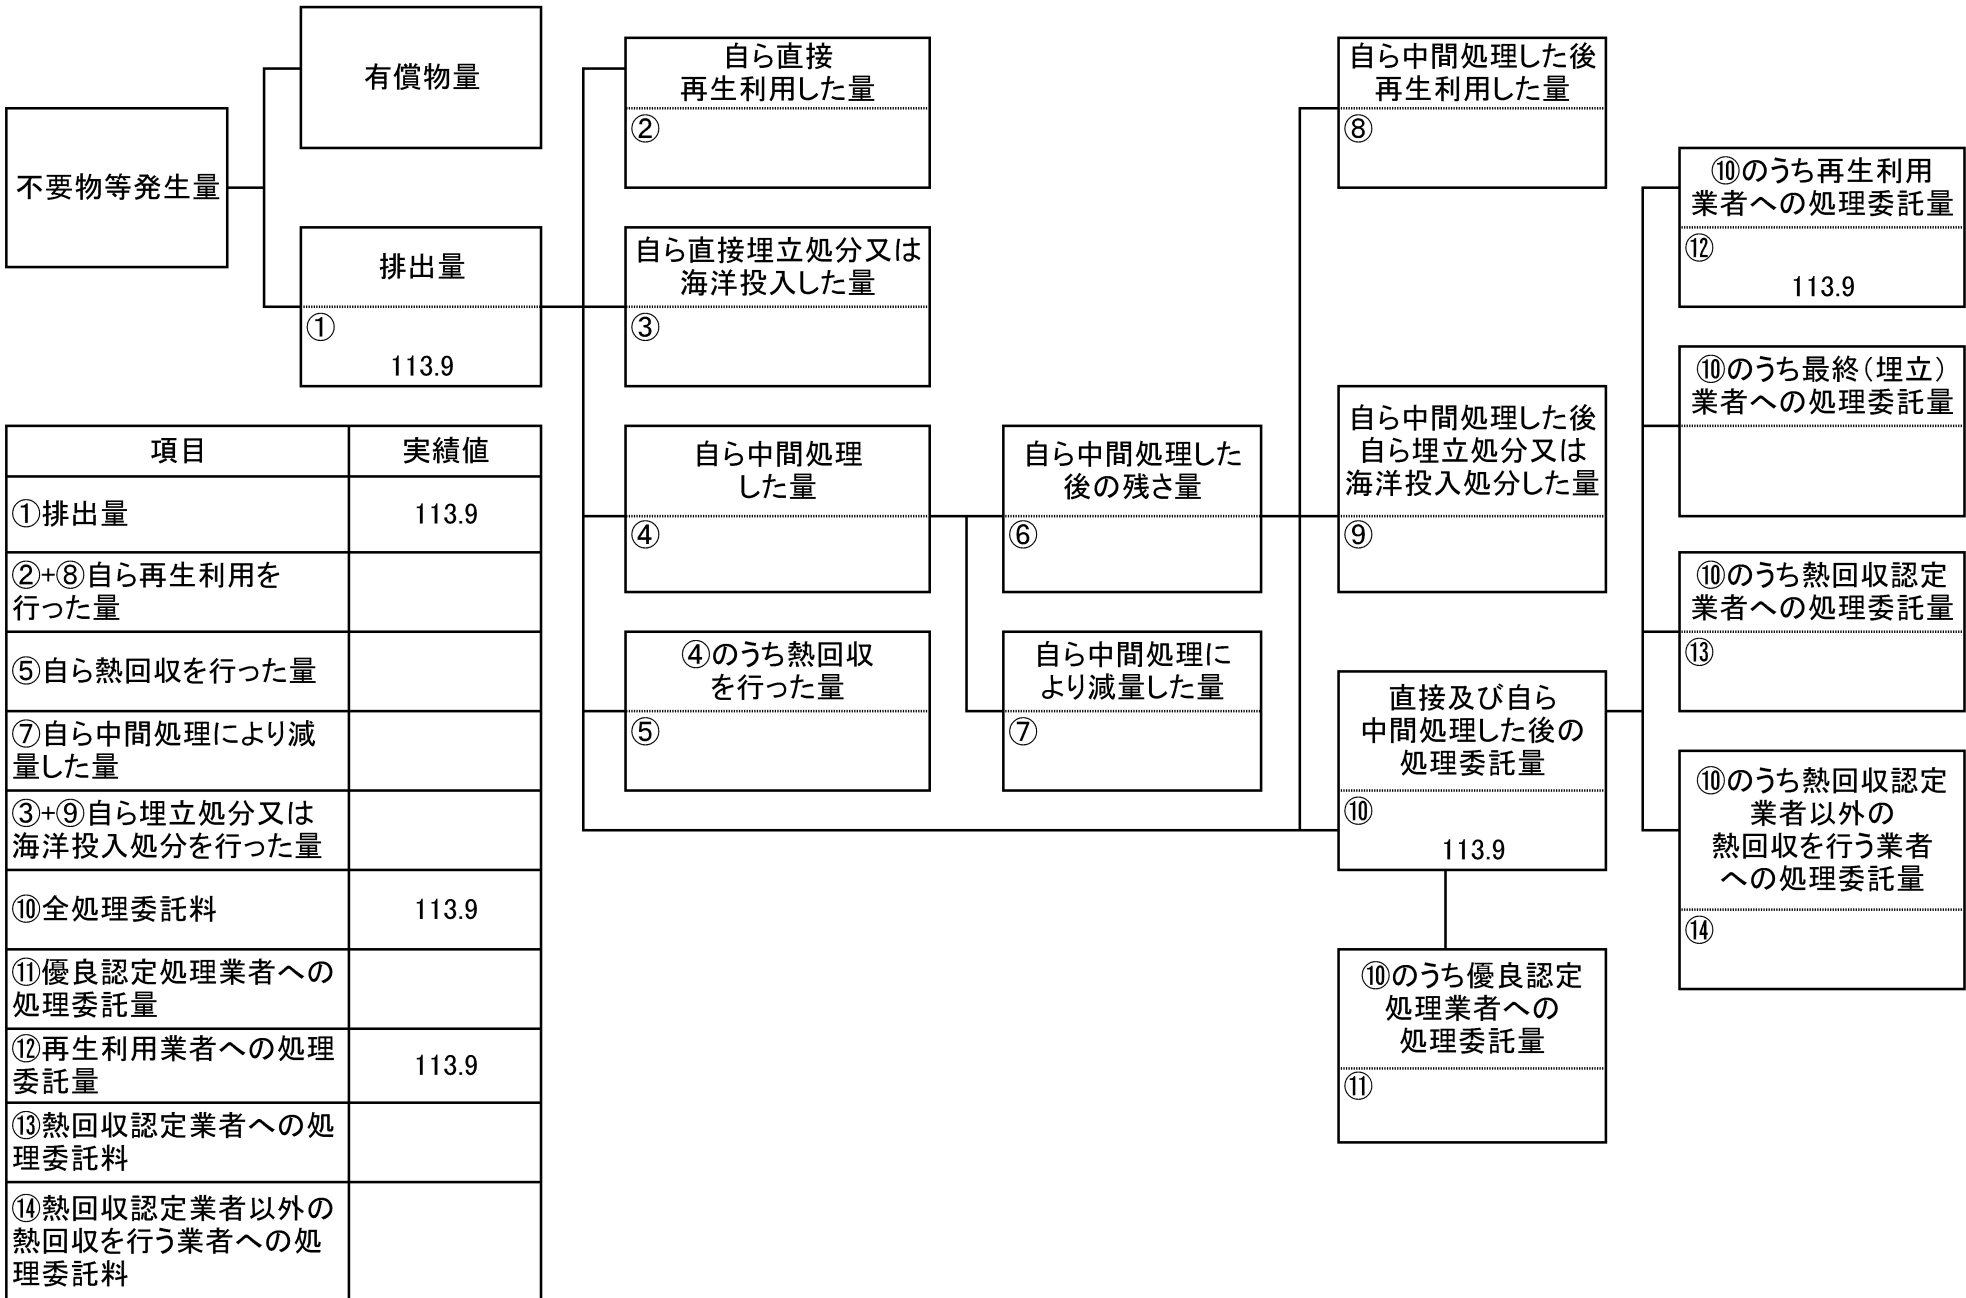 不要物等発生量
有償物量
排出量
①
113.9
自ら直接
再生利用した量
②
自ら直接埋立処分又は
海洋投入した量
③
自ら中間処理
した量
④
④のうち熱回収
を行った量
⑤
自ら中間処理した
後の残さ量
⑥
自ら中間処理に
より減量した量
⑦
自ら中間処理した後
再生利用した量
⑧
自ら中間処理した後
自ら埋立処分又は
海洋投入処分した量
⑨
直接及び自ら
中間処理した後の
処理委託量
⑩
113.9
⑩のうち優良認定
処理業者への
処理委託量
⑪
⑩のうち再生利用
業者への処理委託量
⑫
113.9
⑩のうち最終（埋立）
業者への処理委託量
⑩のうち熱回収認定
業者への処理委託量
⑬
⑩のうち熱回収認定
業者以外の
熱回収を行う業者
への処理委託量
⑭
項目 実績値
①排出量 113.9
②+⑧自ら再生利用を
行った量
⑤自ら熱回収を行った量
⑦自ら中間処理により減
量した量
③+⑨自ら埋立処分又は
海洋投入処分を行った量
⑩全処理委託料 113.9
⑪優良認定処理業者への
処理委託量
⑫再生利用業者への処理
委託量 113.9
⑬熱回収認定業者への処
理委託料
⑭熱回収認定業者以外の
熱回収を行う業者への処
理委託料